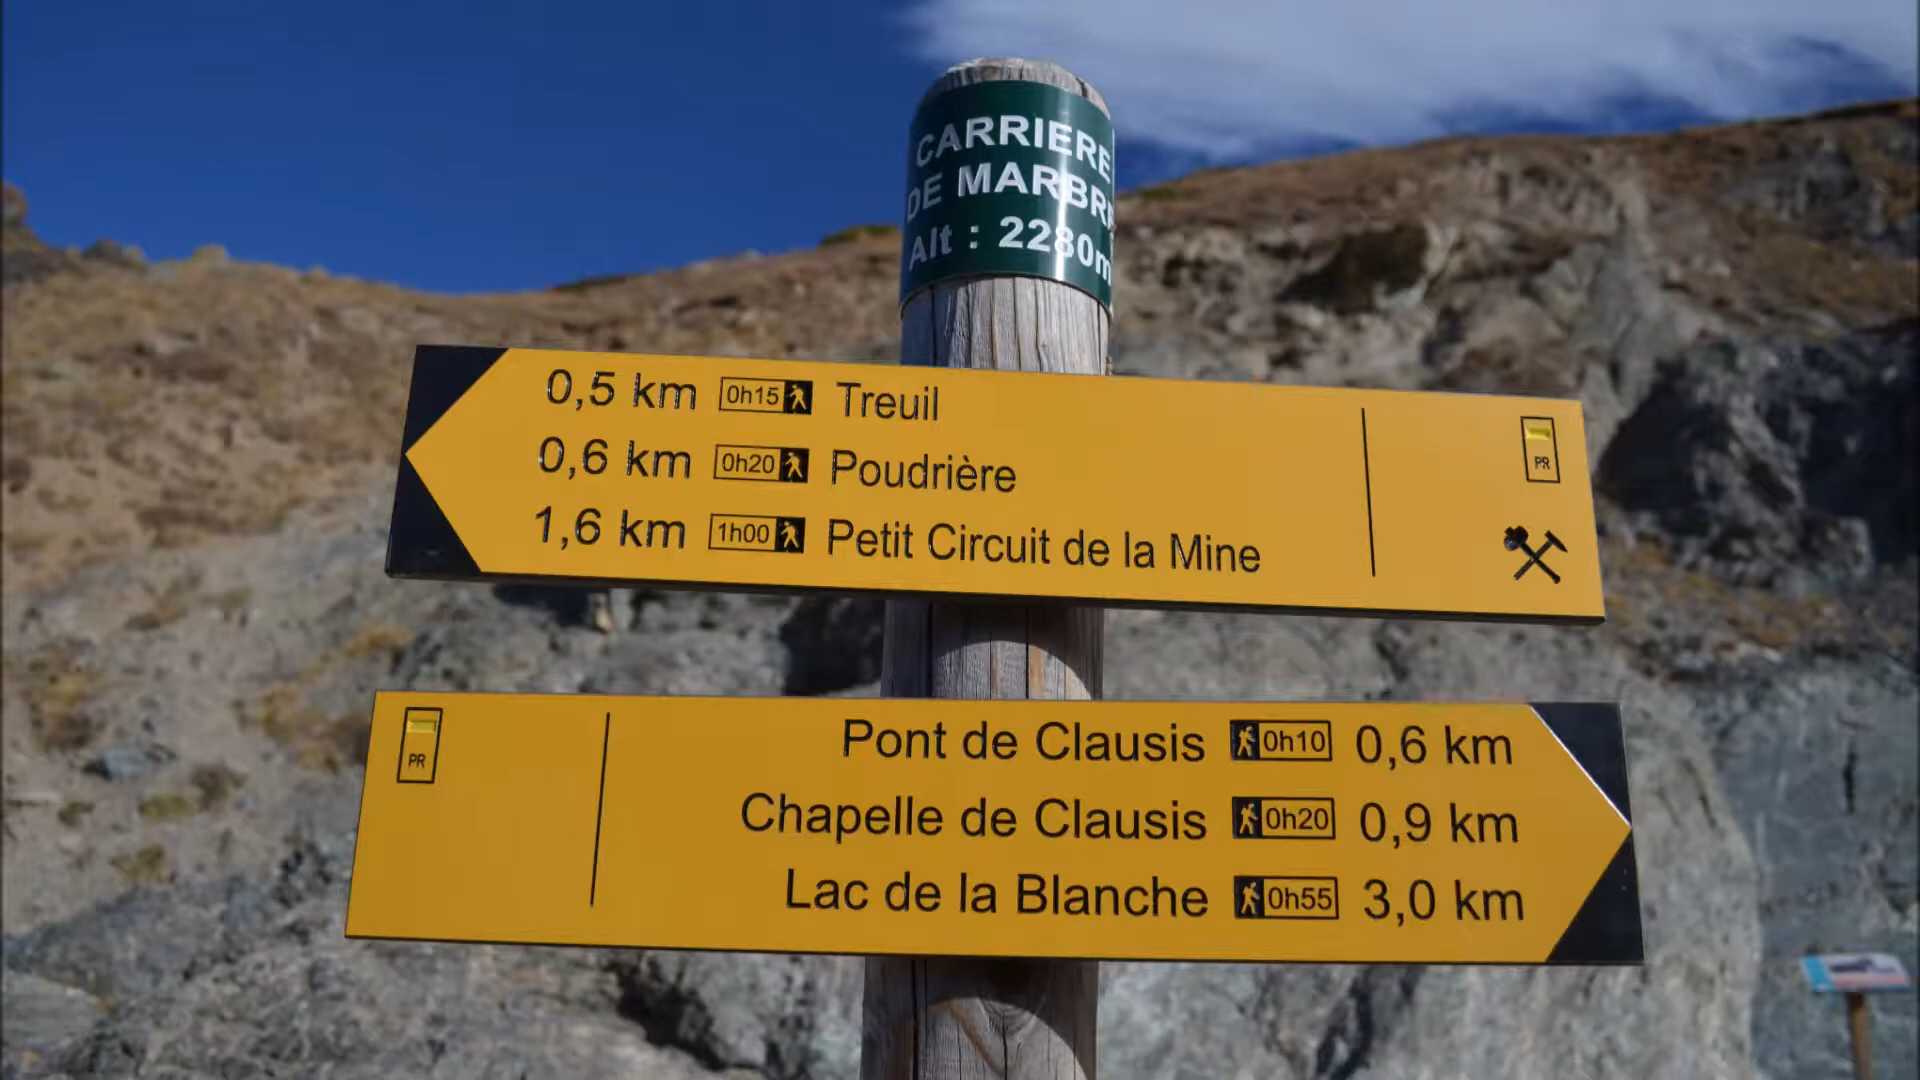 CARRIERE
DE MARBRE
Alt : 2280m
0,5 km 0h15 Treuil
0,6 km 0h20 Poudrière
1,6 km 1h00 Petit Circuit de la Mine
PR
PR
Pont de Clausis 0h10 0,6 km
Chapelle de Clausis 0h20 0,9 km
Lac de la Blanche 0h55 3,0 km